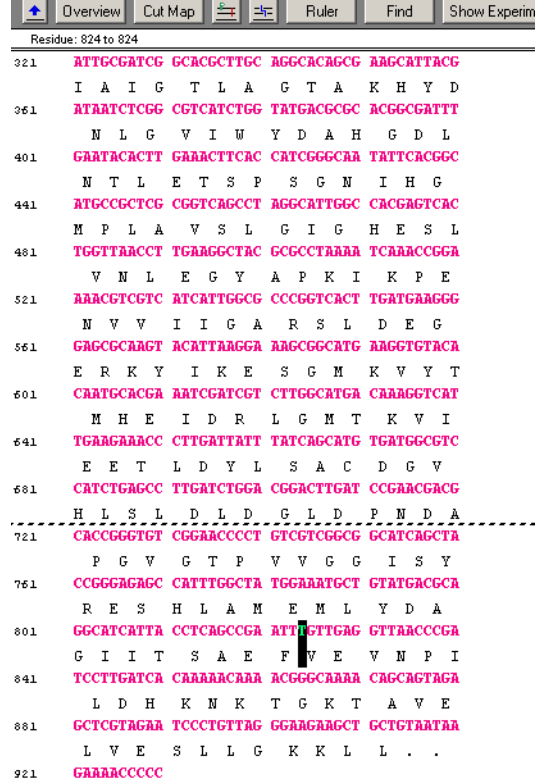 Overview Cut Map Ruler Find Show Experim
Residue: 824 to 824
321 ATTGCGATCG GCACGCTTGC AGGCACAGCG AAGCATTACG
I A I G T L A G T A K H Y D
361 ATAATCTCGG CGTCATCTGG TATGACGCGC ACGGCGATTT
N L G V I W Y D A H G D L
401 GAATACACTT GAAACTTCAC CATCGGGCAA TATTCACGGC
N T L E T S P S G N I H G
441 ATGCCGCTCG CGGTCAGCCT AGGCATTGGC CACGAGTCAC
M P L A V S L G I G H E S L
481 TGGTTAACCT TGAAGGCTAC GCGCCTAAAA TCAAACCGGA
V N L E G Y A P K I K P E
521 AAACGTCGTC ATCATTGGCG CCCGGTCACT TGATGAAGGG
N V V I I G A R S L D E G
561 GAGCGCAAGT ACATTAAGGA AAGCGGCATG AAGGTGTACA
E R K Y I K E S G M K V Y T
601 CAATGCACGA AATCGATCGT CTTGGCATGA CAAAGGTCAT
M H E I D R L G M T K V I
641 TGAAGAAACC CTTGATTATT TATCAGCATG TGATGGCGTC
E E T L D Y L S A C D G V
681 CATCTGAGCC TTGATCTGGA CGGACTTGAT CCGAACGACG
H L S L D L D G L D P N D A
721 CACCGGGTGT CGGAACCCCT GTCGTCGGCG GCATCAGCTA
P G V G T P V V G G I S Y
761 CCGGGAGAGC CATTTGGCTA TGGAAATGCT GTATGACGCA
R E S H L A M E M L Y D A
801 GGCATCATTA CCTCAGCCGA ATTTGTTGAG GTTAACCCGA
G I I T S A E F V E V N P I
841 TCCTTGATCA CAAAAACAAA ACGGGCAAAA CAGCAGTAGA
L D H K N K T G K T A V E
881 GCTCGTAGAA TCCCTGTTAG GGAAGAAGCT GCTGTAATAA
L V E S L L G K K L L . .
921 GAAAACCCCC